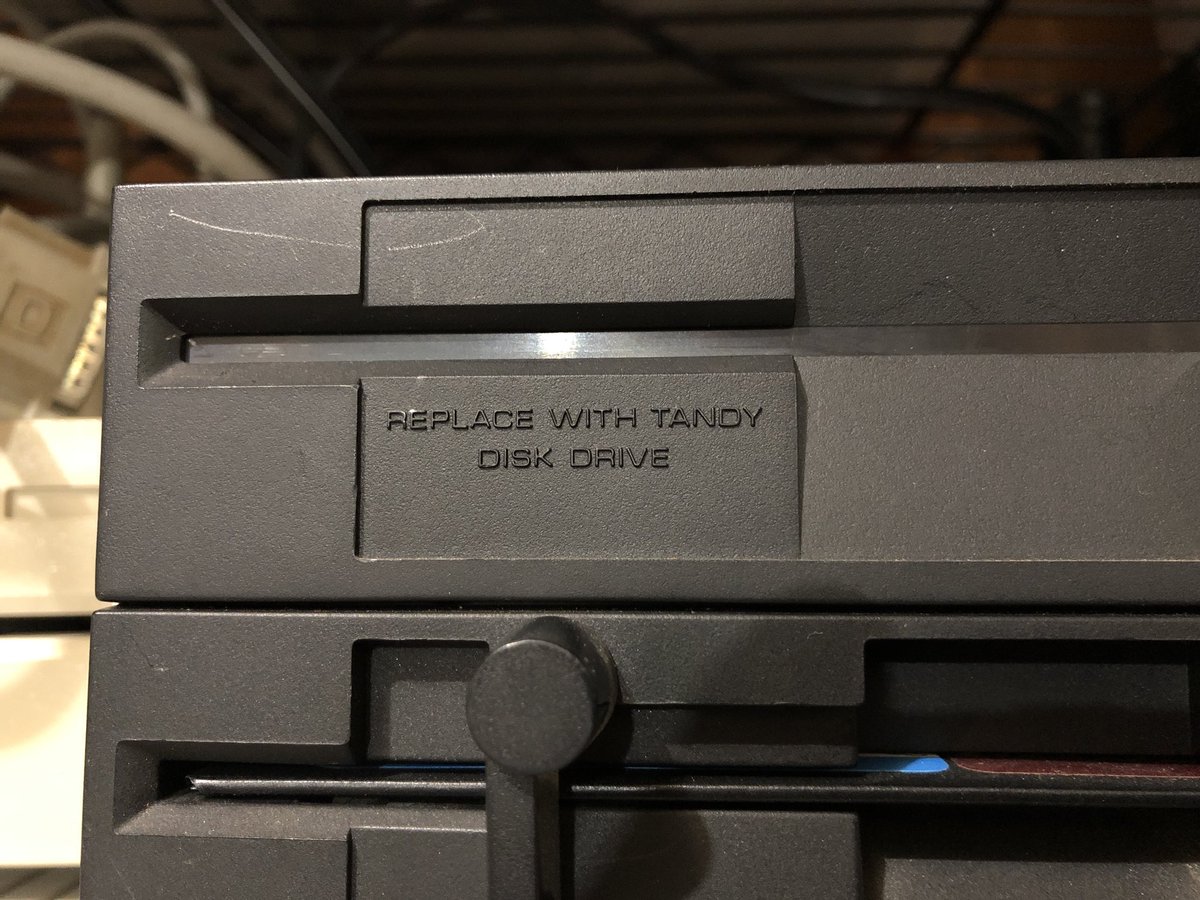 REPLACE WITH TANDY
DISK DRIVE